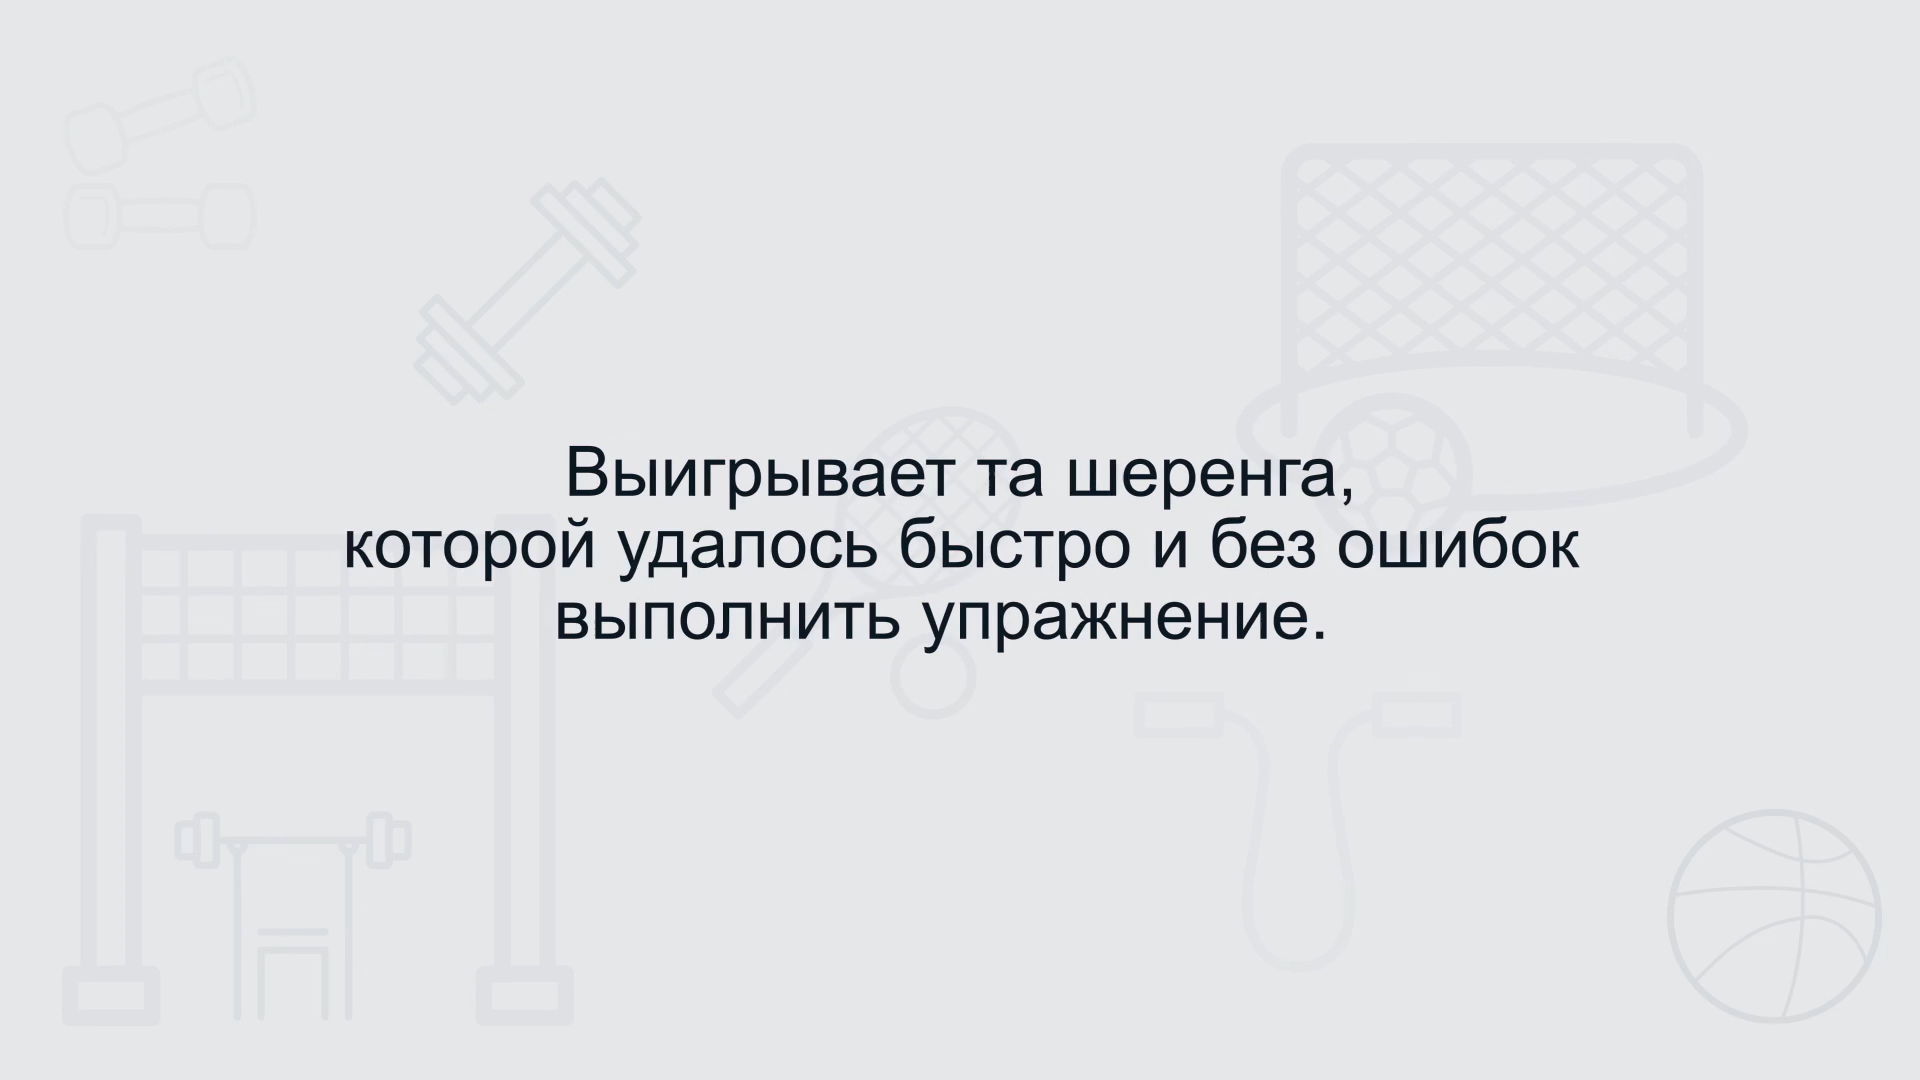 Выигрывает та шеренга,
которой удалось быстро и без ошибок
выполнить упражнение.